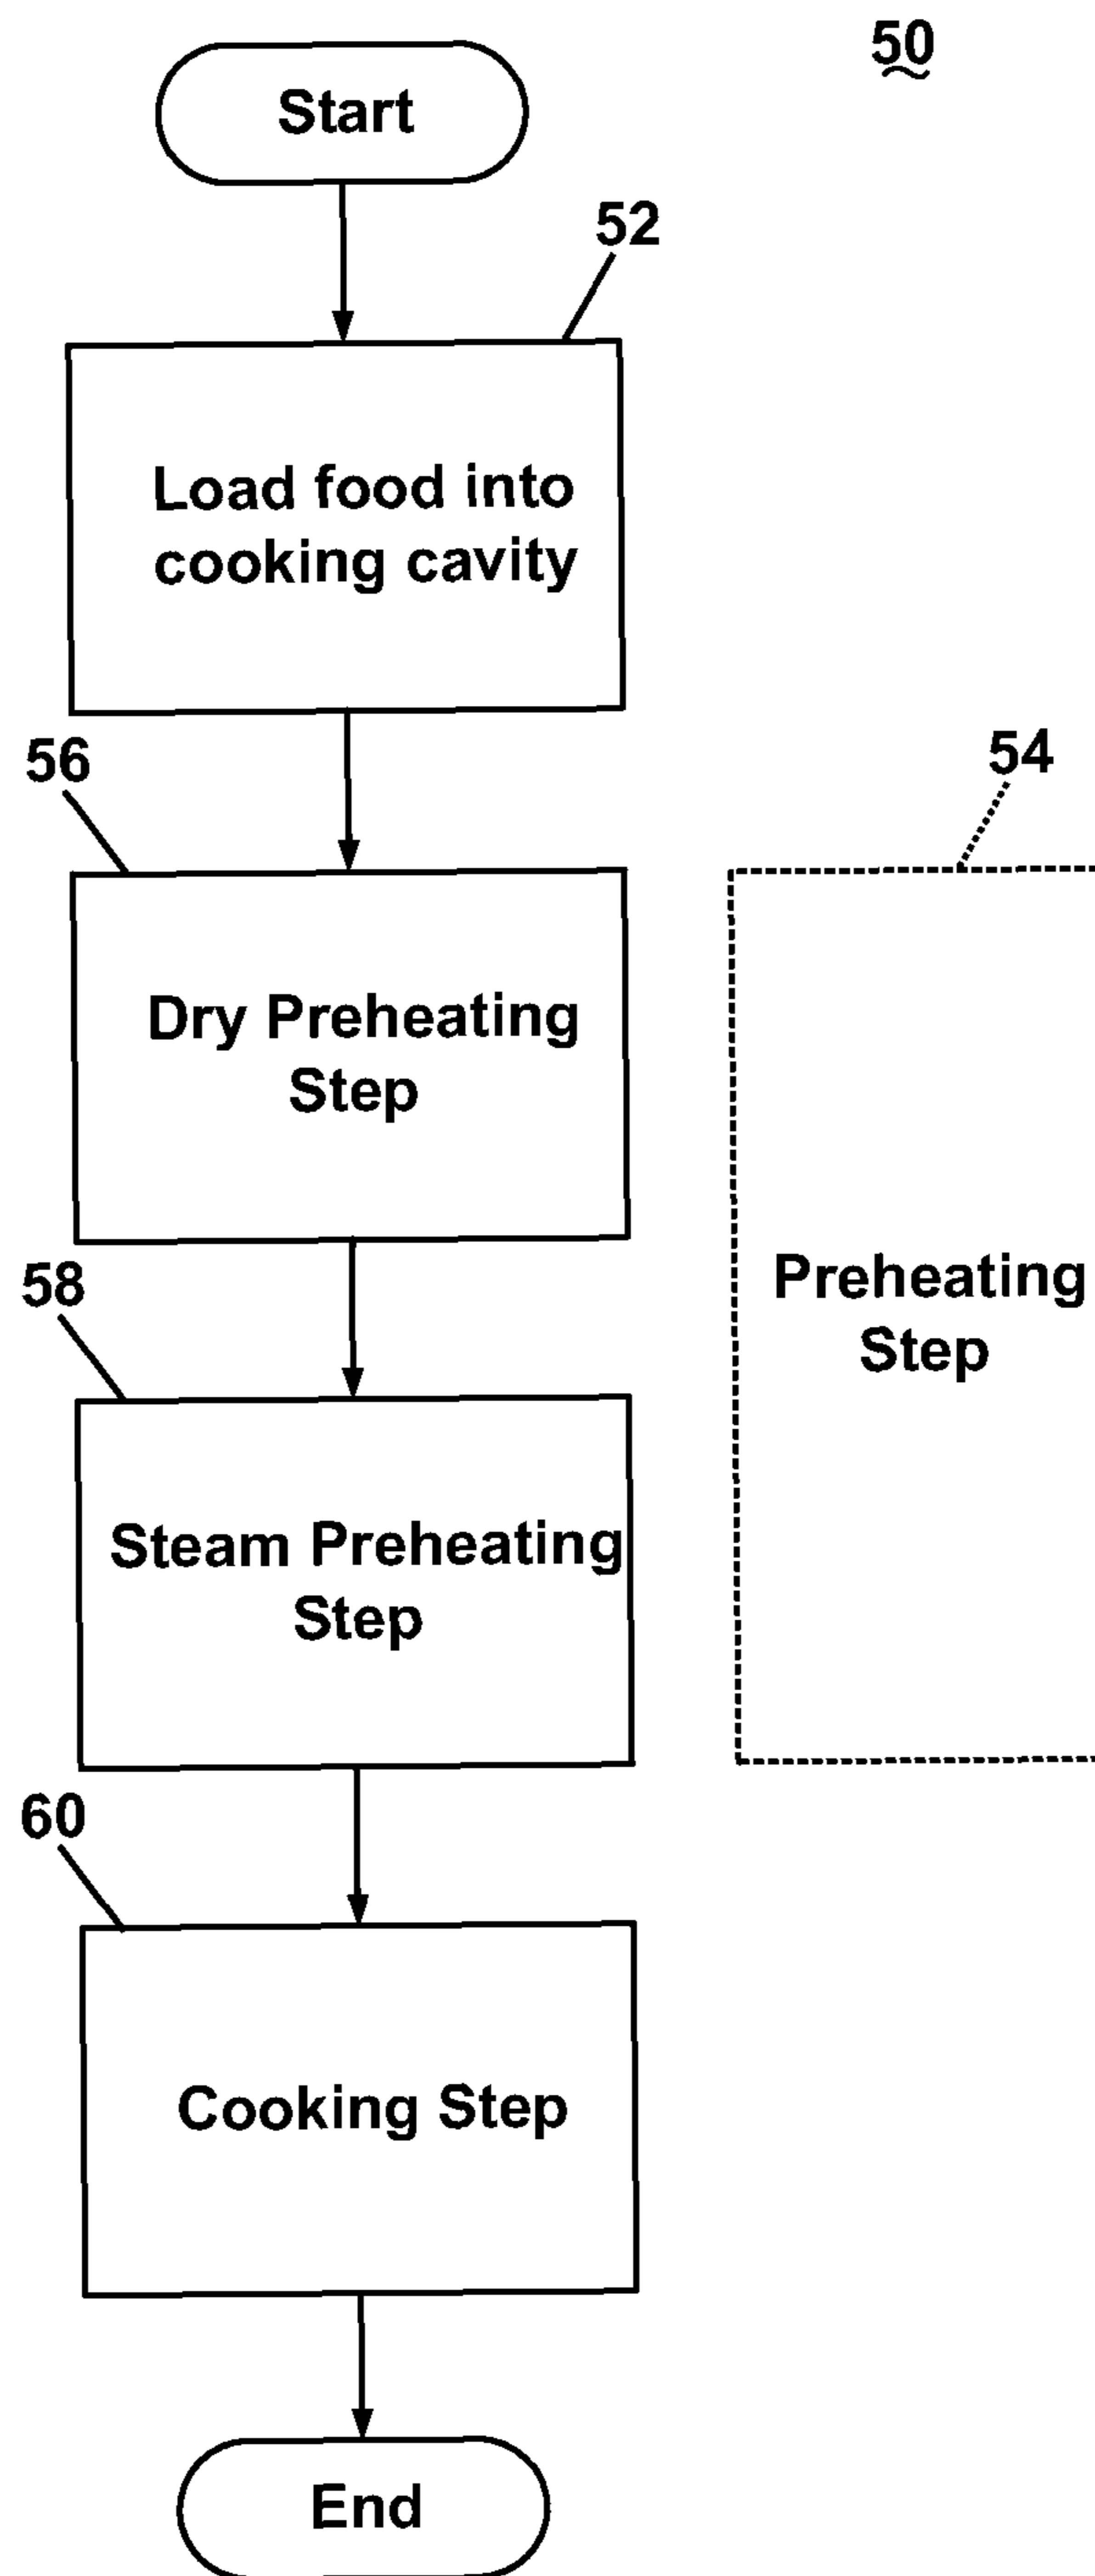 50
Start
52
Load food into
cooking cavity
56
54
Dry Preheating
Step
Preheating
Step
58
Steam Preheating
Step
60
Cooking Step
End